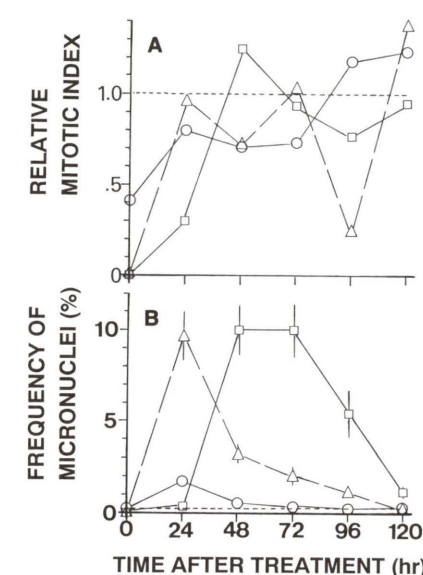 A
RELATIVE
MITOTIC INDEX
1.0
.5
0
B
FREQUENCY OF
MICRONUCLEI (%)
10
5
0
0 24 48 72 96 120
TIME AFTER TREATMENT (hr)